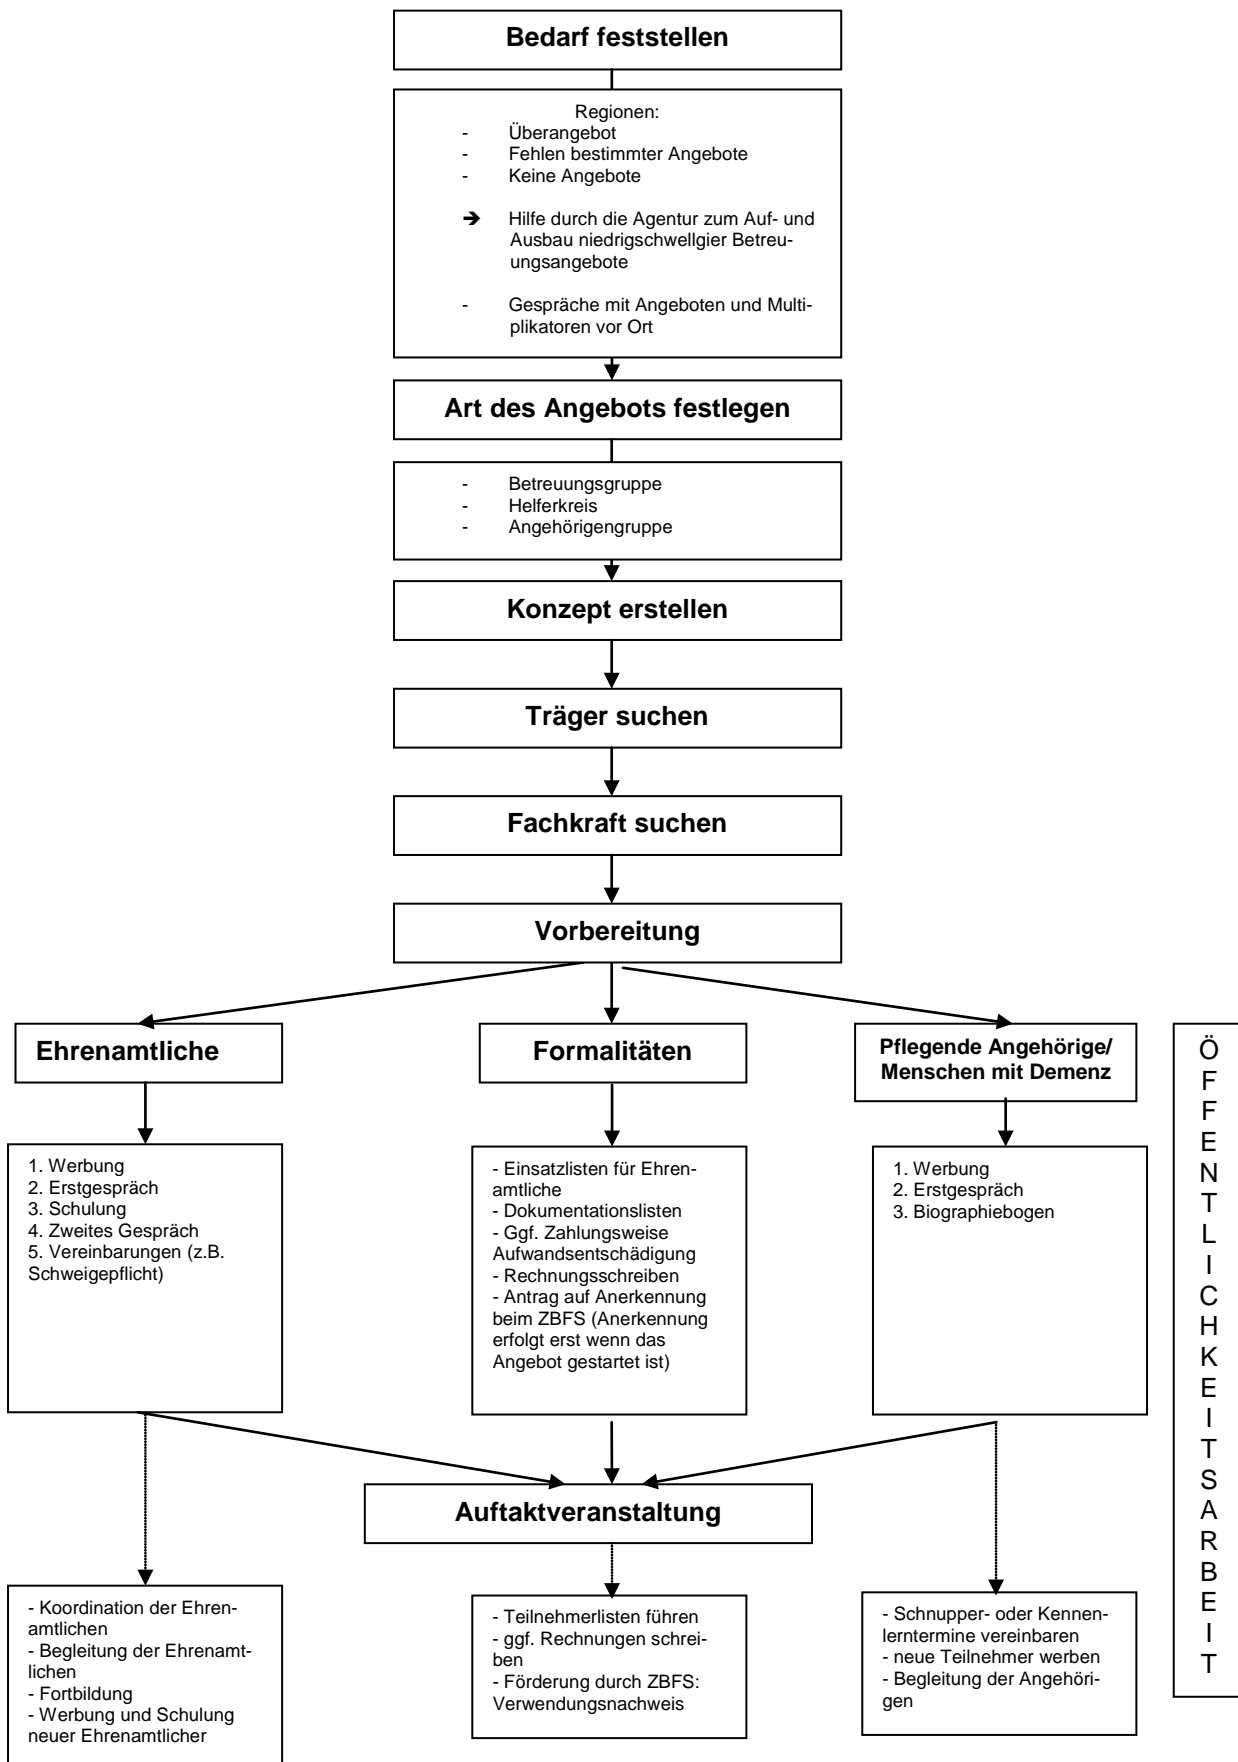 Bedarf feststellen
Regionen:
- Überangebot
- Fehlen bestimmter Angebote
- Keine Angebote
➔ Hilfe durch die Agentur zum Auf- und
Ausbau niedrigschwellgier Betreu-
ungsangebote
- Gespräche mit Angeboten und Multi-
plikatoren vor Ort
Art des Angebots festlegen
- Betreuungsgruppe
- Helferkreis
- Angehörigengruppe
Konzept erstellen
Träger suchen
Fachkraft suchen
Vorbereitung
Ehrenamtliche
1. Werbung
2. Erstgespräch
3. Schulung
4. Zweites Gespräch
5. Vereinbarungen (z.B.
Schweigepflicht)
Formalitäten
- Einsatzlisten für Ehren-
amtliche
- Dokumentationslisten
- Ggf. Zahlungsweise
Aufwandsentschädigung
- Rechnungsschreiben
- Antrag auf Anerkennung
beim ZBFS (Anerkennung
erfolgt erst wenn das
Angebot gestartet ist)
Pflegende Angehörige/
Menschen mit Demenz
1. Werbung
2. Erstgespräch
3. Biographiebogen
Auftaktveranstaltung
- Koordination der Ehren-
amtlichen
- Begleitung der Ehrenamt-
lichen
- Fortbildung
- Werbung und Schulung
neuer Ehrenamtlicher
- Teilnehmerlisten führen
- ggf. Rechnungen schrei-
ben
- Förderung durch ZBFS:
Verwendungsnachweis
- Schnupper- oder Kennen-
lerntermine vereinbaren
- neue Teilnehmer werben
- Begleitung der Angehöri-
gen
Ö
F
F
E
N
T
L
I
C
H
K
E
I
T
S
A
R
B
E
I
T